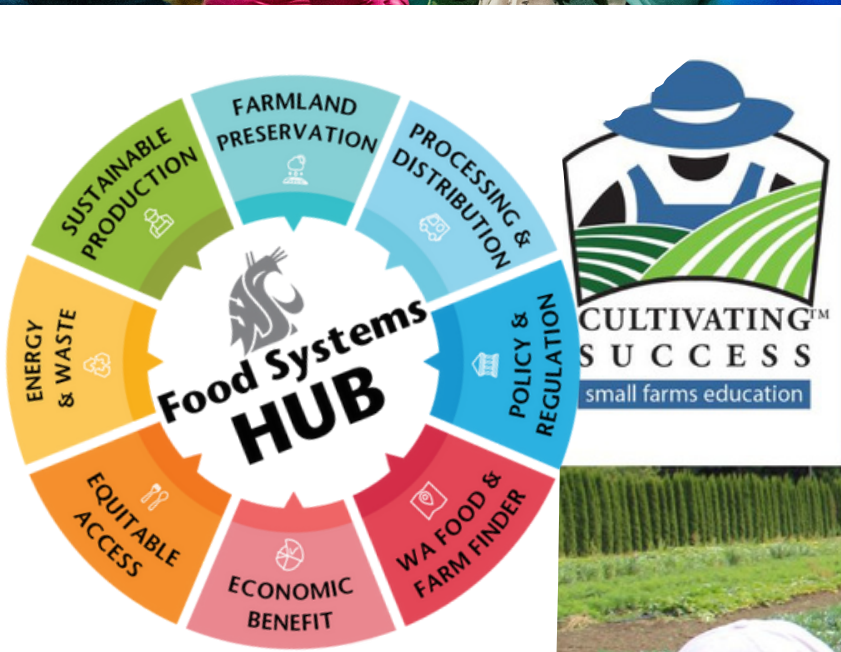 FARMLAND
PRESERVATION
PROCESSING &
DISTRIBUTION
POLICY &
REGULATION
WA FOOD &
FARM FINDER
ECONOMIC
BENEFIT
EQUITABLE
ACCESS
ENERGY
& WASTE
SUSTAINABLE
PRODUCTION
WSC
Food Systems
HUB
CULTIVATING™
SUCCESS
small farms education